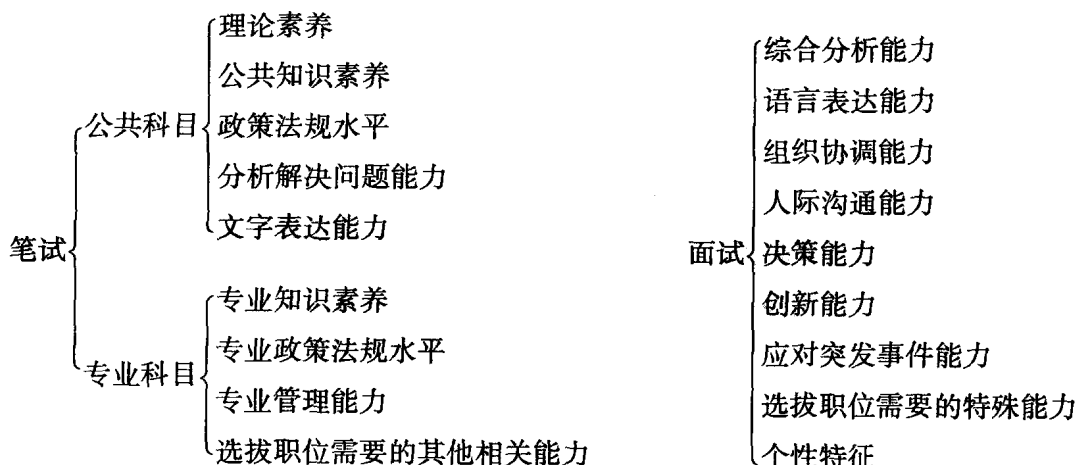 笔试
公共科目
理论素养
公共知识素养
政策法规水平
分析解决问题能力
文字表达能力
专业科目
专业知识素养
专业政策法规水平
专业管理能力
选拔职位需要的其他相关能力
面试
综合分析能力
语言表达能力
组织协调能力
人际沟通能力
决策能力
创新能力
应对突发事件能力
选拔职位需要的特殊能力
个性特征